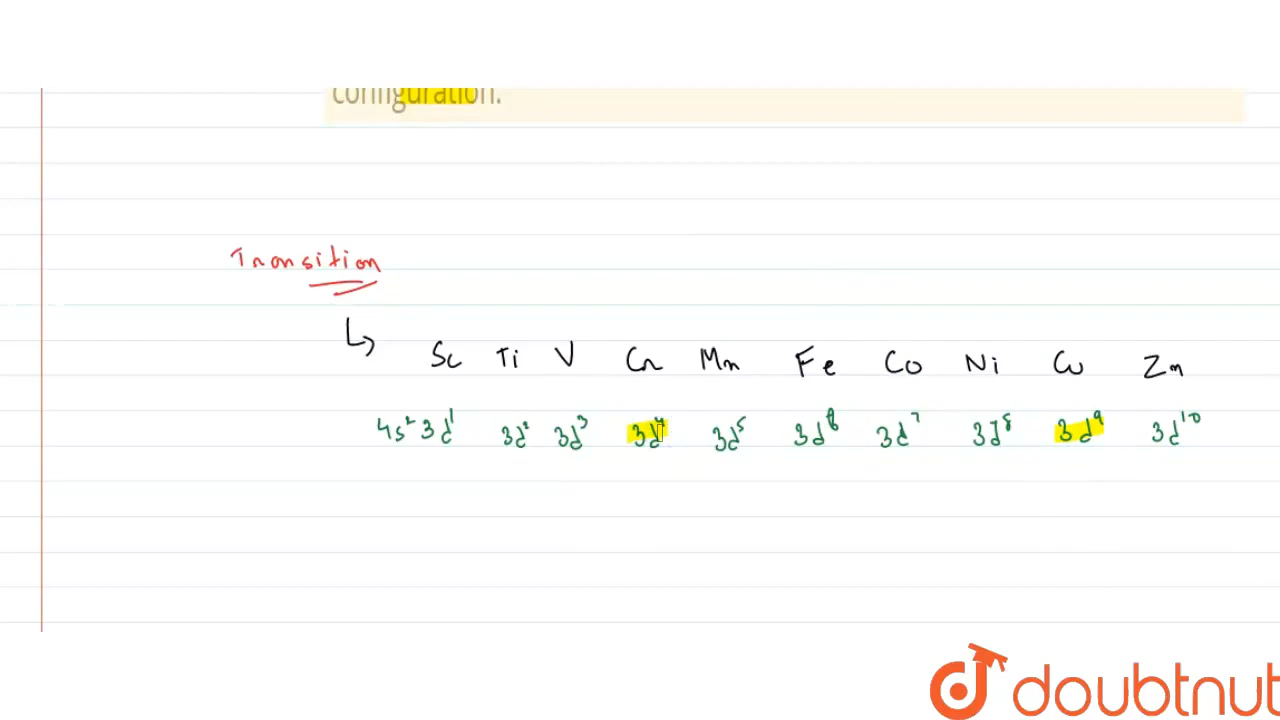 configuration.
Transition
↳ Sc Ti V Cr Mn Fe Co Ni Cu Zn
4s² 3d¹ 3d² 3d³ 3d⁴ 3d⁵ 3d⁶ 3d⁷ 3d⁸ 3d⁹ 3d¹⁰
doubtnut